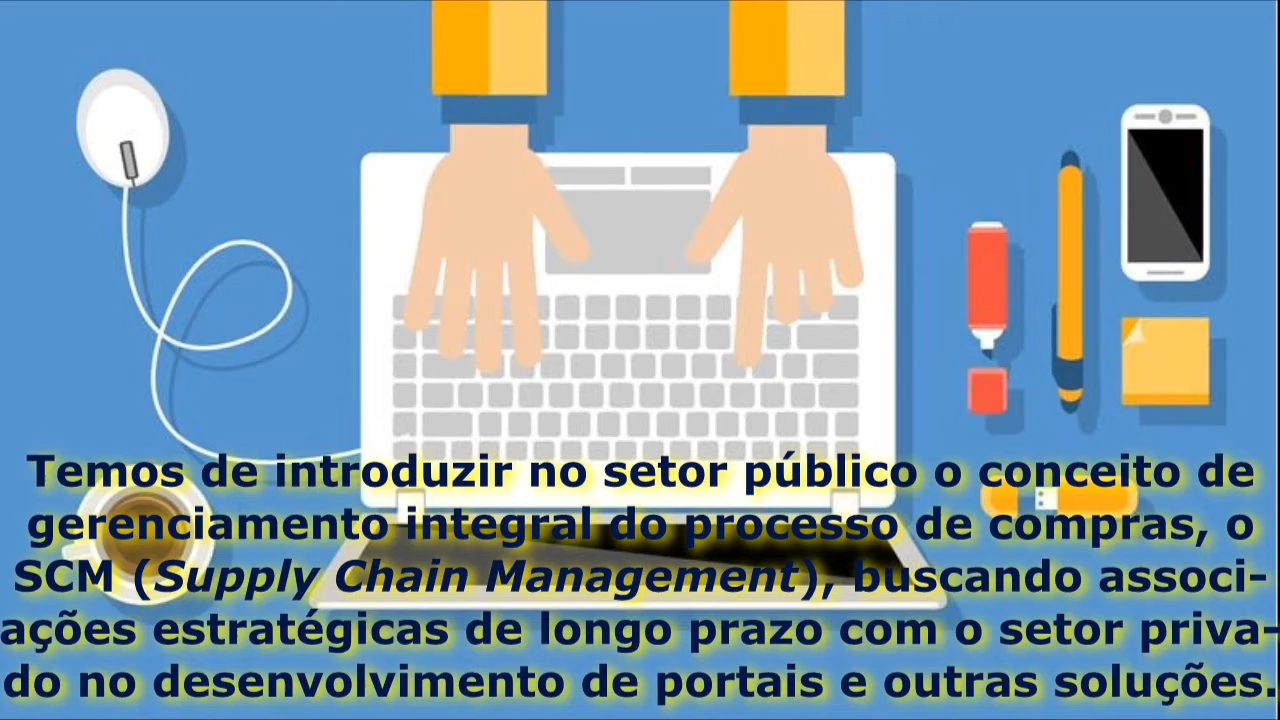 Temos de introduzir no setor público o conceito de
gerenciamento integral do processo de compras, o
SCM (Supply Chain Management), buscando associ-
ações estratégicas de longo prazo com o setor priva-
do no desenvolvimento de portais e outras soluções.